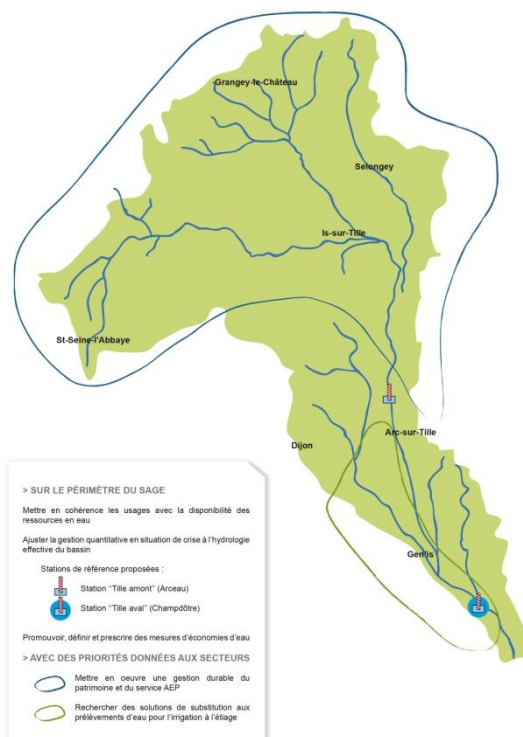 Grangey-le-Château
Selongey
Is-sur-Tille
St-Seine-l'Abbaye
Arc-sur-Tille
Dijon
Genlis
> SUR LE PÉRIMÈTRE DU SAGE
Mettre en cohérence les usages avec la disponibilité des
ressources en eau
Ajuster la gestion quantitative en situation de crise à l'hydrologie
effective du bassin
Stations de référence proposées :
Station "Tille amont" (Arceau)
Station "Tille aval" (Champdôtre)
Promouvoir, définir et prescrire des mesures d'économies d'eau
> AVEC DES PRIORITÉS DONNÉES AUX SECTEURS
Mettre en oeuvre une gestion durable du
patrimoine et du service AEP
Rechercher des solutions de substitution aux
prélèvements d'eau pour l'irrigation à l'étiage